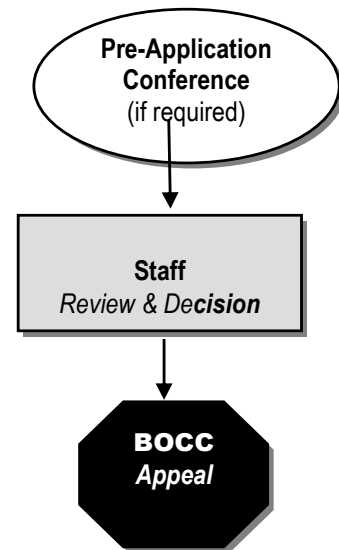 Pre-Application
Conference
(if required)
Staff
Review & Decision
BOCC
Appeal